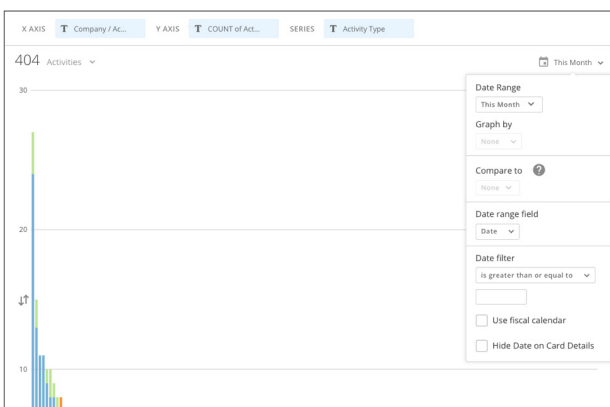 X AXIS T Company / Ac... Y AXIS T COUNT of Act... SERIES T Activity Type
404 Activities This Month
30
20
10
Date Range
This Month
Graph by
None
Compare to ?
None
Date range field
Date
Date filter
is greater than or equal to
Use fiscal calendar
Hide Date on Card Details